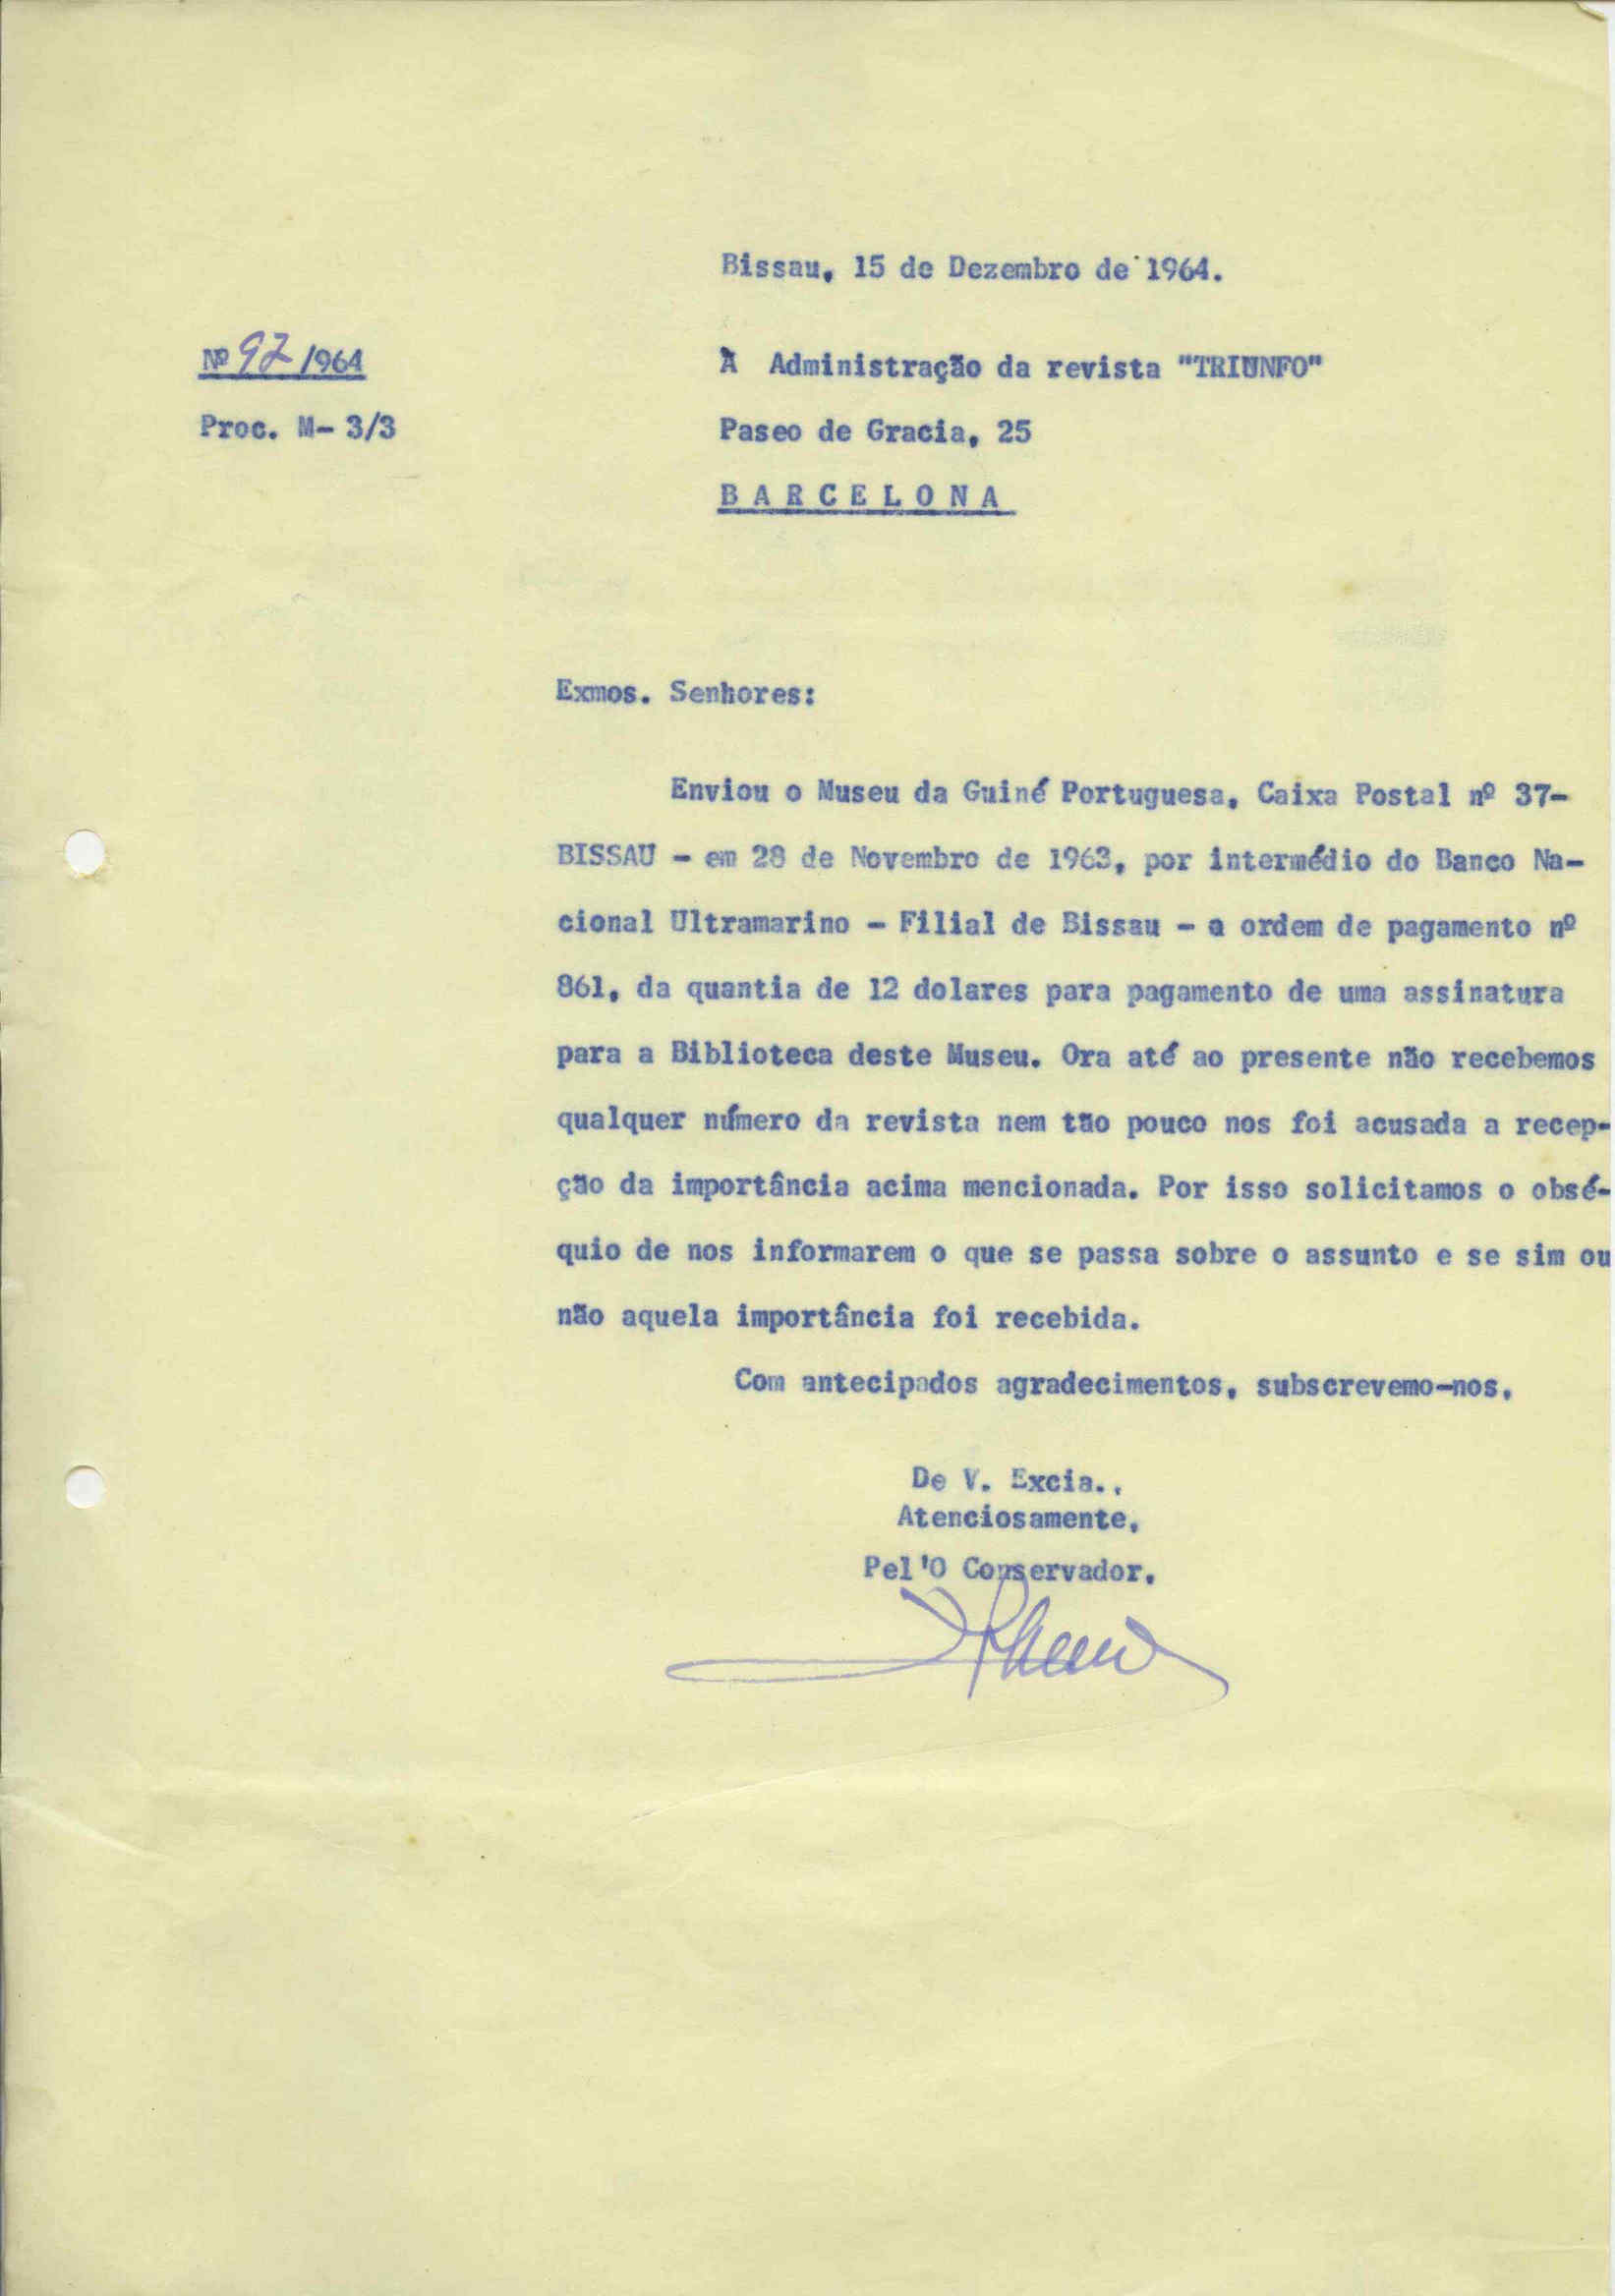 Bissau, 15 de Dezembro de 1964.
Nº 97/1964
À Administração da revista "TRIUNFO"
Proc. M- 3/3
Paseo de Gracia, 25
BARCELONA
Exmos. Senhores:
Enviou o Museu da Guiné Portuguesa, Caixa Postal nº 37-
BISSAU - em 28 de Novembro de 1963, por intermédio do Banco Na-
cional Ultramarino - Filial de Bissau - a ordem de pagamento nº
861, da quantia de 12 dolares para pagamento de uma assinatura
para a Biblioteca deste Museu. Ora até ao presente não recebemos
qualquer número da revista nem tão pouco nos foi acusada a recep-
ção da importância acima mencionada. Por isso solicitamos o obsé-
quio de nos informarem o que se passa sobre o assunto e se sim ou
não aquela importância foi recebida.
Com antecipados agradecimentos, subscrevemo-nos,
De V. Excia.,
Atenciosamente,
Pel'O Conservador,